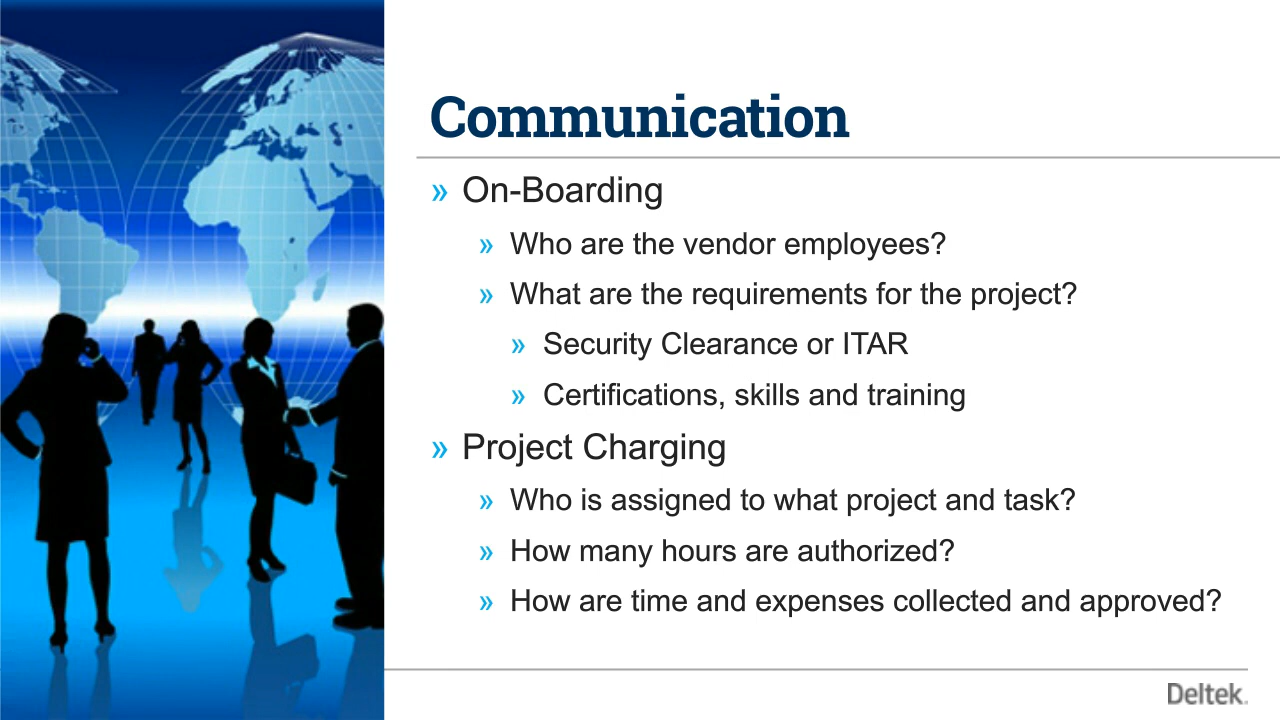 Communication
» On-Boarding
» Who are the vendor employees?
» What are the requirements for the project?
» Security Clearance or ITAR
» Certifications, skills and training
» Project Charging
» Who is assigned to what project and task?
» How many hours are authorized?
» How are time and expenses collected and approved?
Deltek.